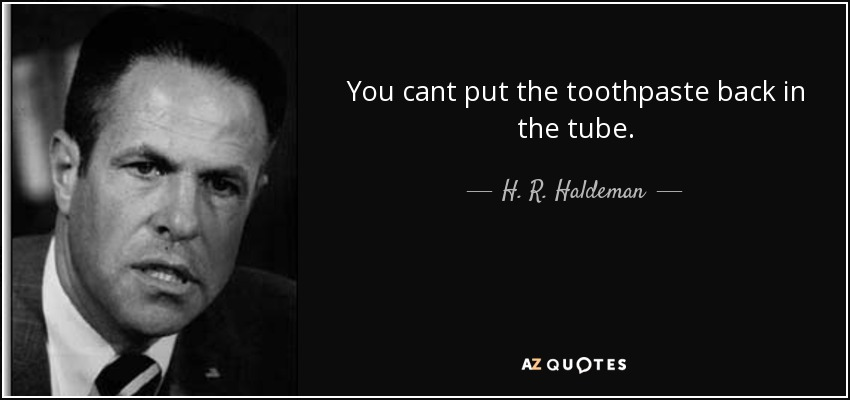 You cant put the toothpaste back in
the tube.
H. R. Haldeman
AZ QUOTES